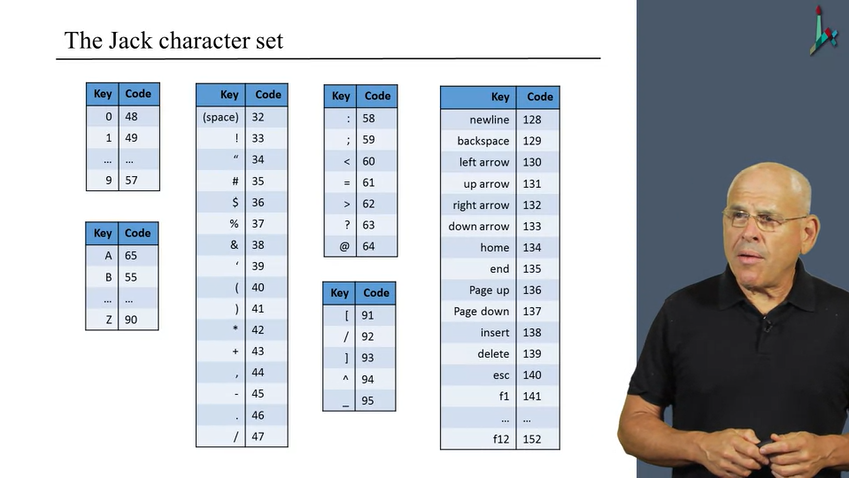 The Jack character set
Key Code
0 48
1 49
... ...
9 57
Key Code
A 65
B 55
... ...
Z 90
Key Code
(space) 32
! 33
“ 34
# 35
$ 36
% 37
& 38
‘ 39
( 40
) 41
* 42
+ 43
, 44
- 45
. 46
/ 47
Key Code
: 58
; 59
< 60
= 61
> 62
? 63
@ 64
Key Code
[ 91
/ 92
] 93
^ 94
_ 95
Key Code
newline 128
backspace 129
left arrow 130
up arrow 131
right arrow 132
down arrow 133
home 134
end 135
Page up 136
Page down 137
insert 138
delete 139
esc 140
f1 141
... ...
f12 152